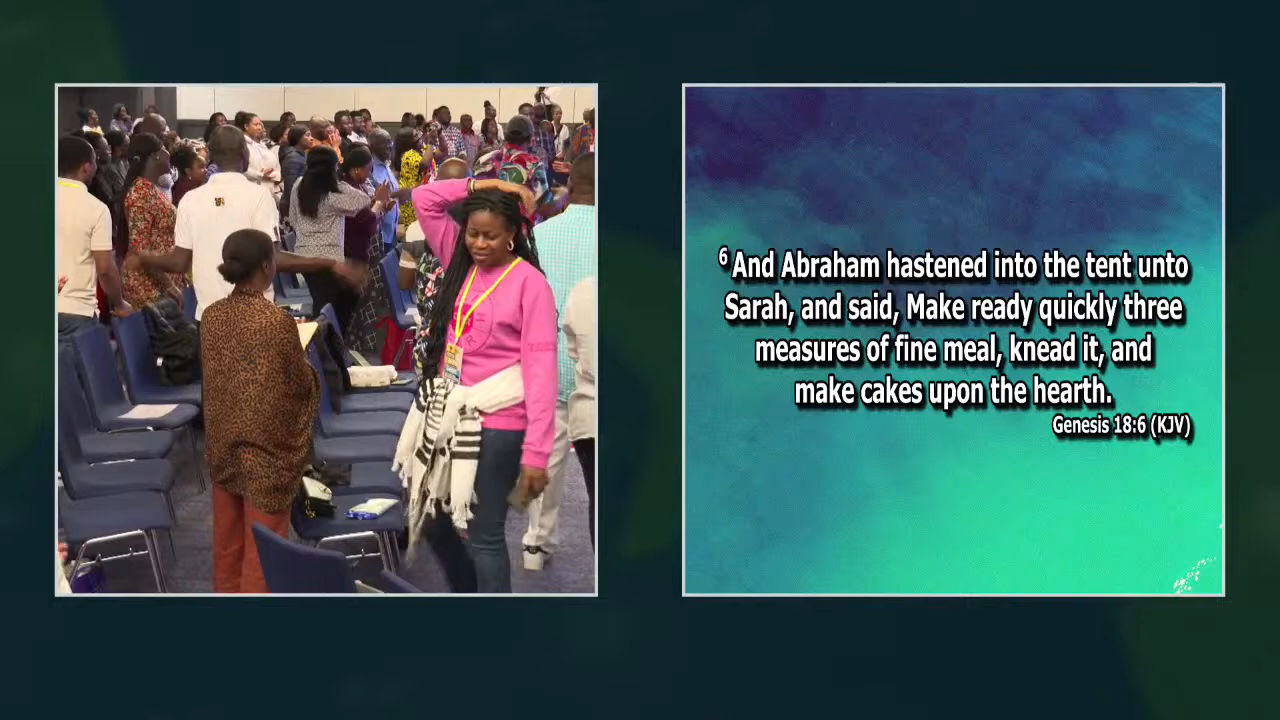 6 And Abraham hastened into the tent unto
Sarah, and said, Make ready quickly three
measures of fine meal, knead it, and
make cakes upon the hearth.
Genesis 18:6 (KJV)